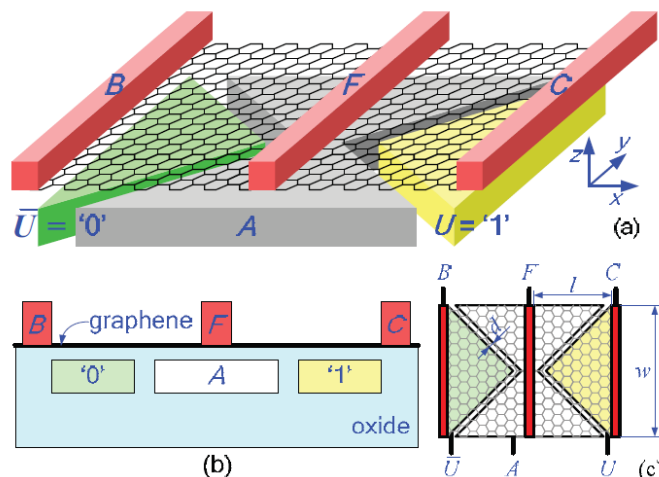 B F C
z y x
U̅ = '0' A U = '1' (a)
B F C
graphene
'0' A '1'
oxide
(b)
B F C
l
d
w
U̅ A U (c)